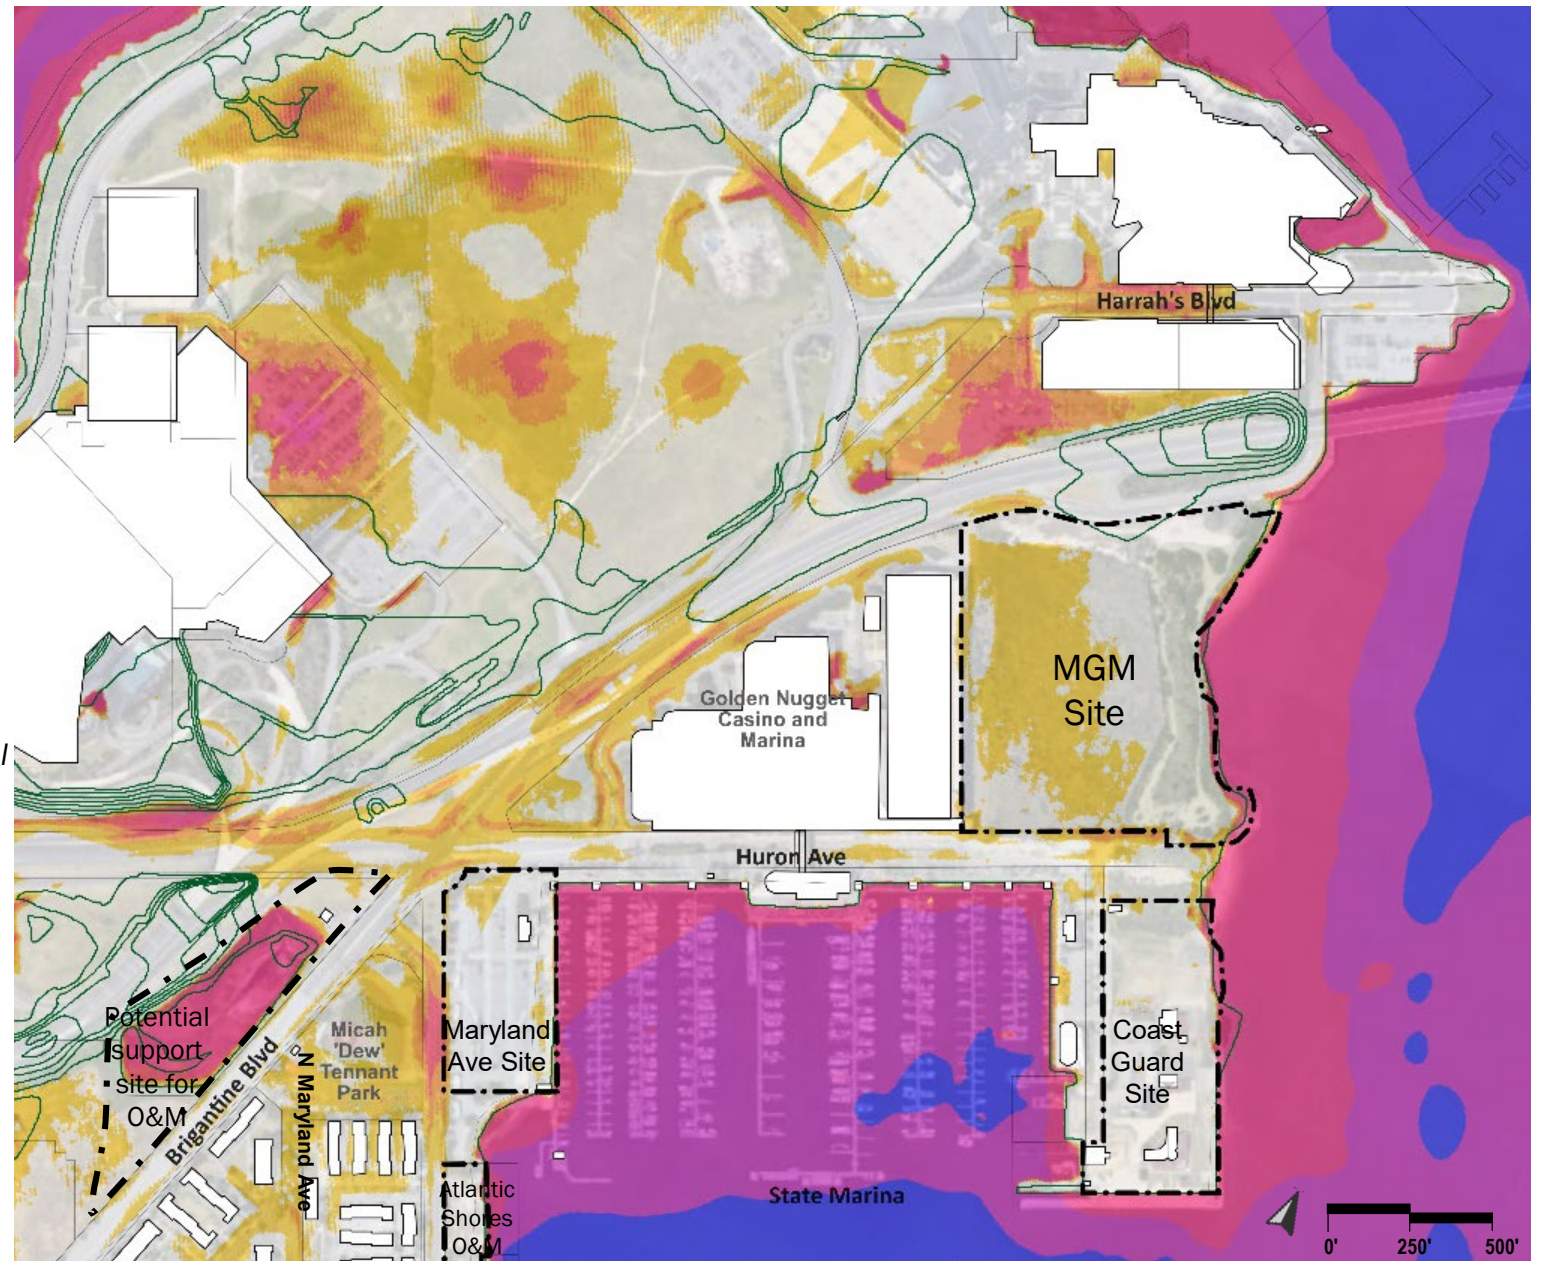 Harrah's Blvd
MGM
Site
Golden Nugget
Casino and
Marina
Huron Ave
Potential
support
site for
O&M
Brigantine Blvd
N Maryland Ave
Micah
'Dew'
Tennant
Park
Maryland
Ave Site
Coast
Guard
Site
Atlantic
Shores
O&M
State Marina
0'
250'
500'